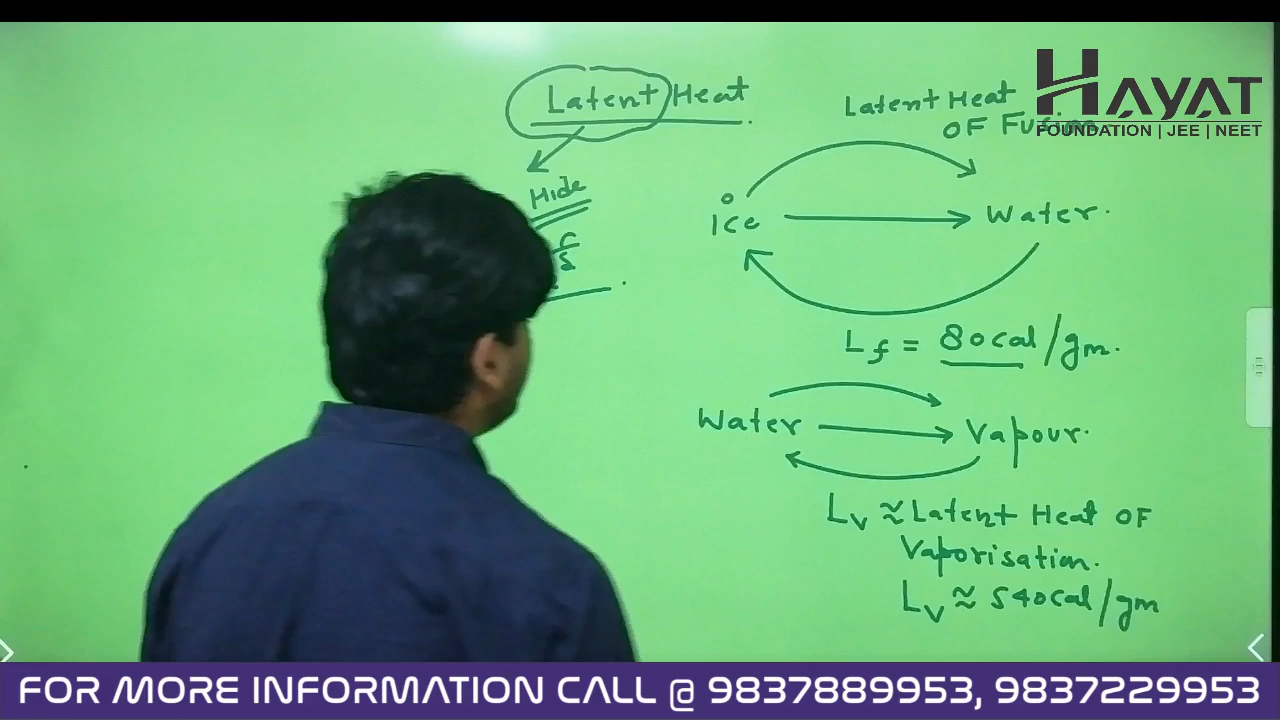 Latent Heat
Hide
Latent Heat
OF Fusion
HAYAT
FOUNDATION | JEE | NEET
Ice
Water.
Lf = 80cal/gm.
Water
Vapour.
Lv ≈ Latent Heat OF
Vaporisation.
Lv ≈ 540cal/gm
FOR MORE INFORMATION CALL @ 9837889953, 9837229953